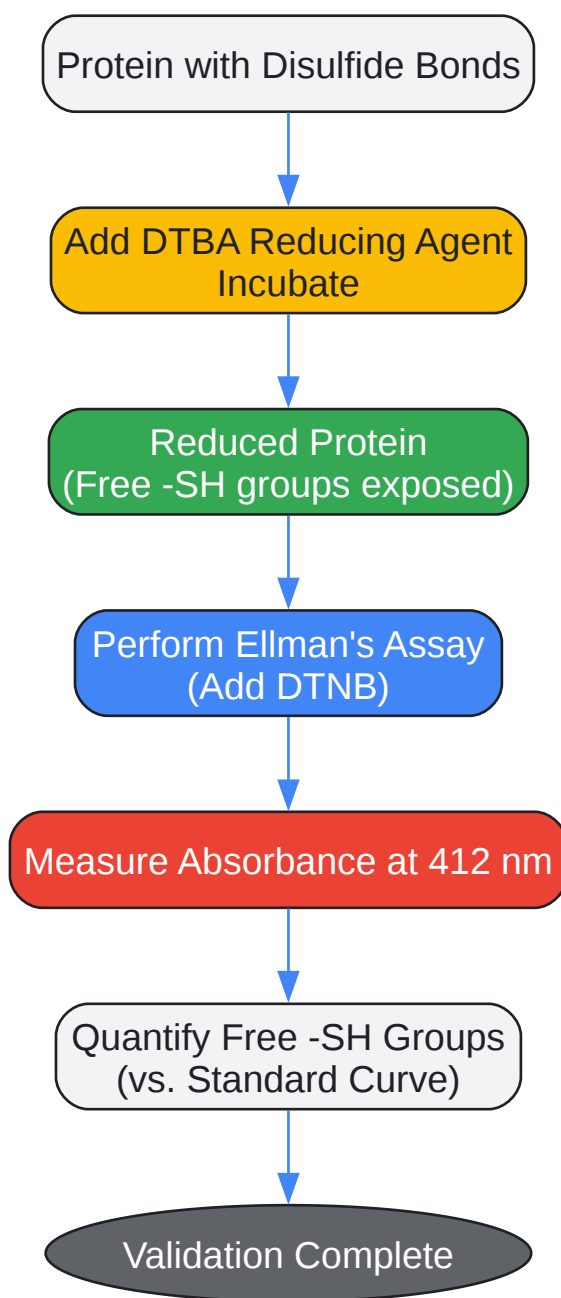 Protein with Disulfide Bonds
Add DTBA Reducing Agent
Incubate
Reduced Protein
(Free -SH groups exposed)
Perform Ellman's Assay
(Add DTNB)
Measure Absorbance at 412 nm
Quantify Free -SH Groups
(vs. Standard Curve)
Validation Complete